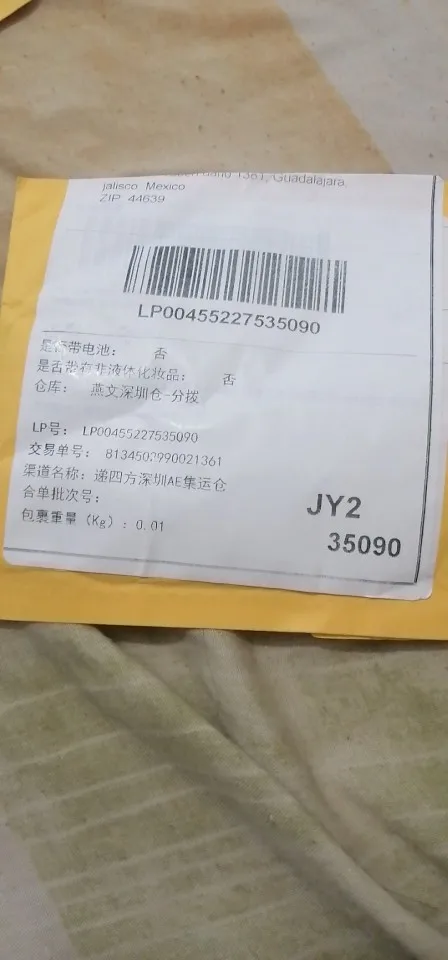 1361, Guadalajara,
jalisco Mexico
ZIP 44639
LP00455227535090
是否带电池： 否
是否带有非液体化妆品： 否
仓库： 燕文深圳仓-分拨
LP号： LP00455227535090
交易单号： 8134502990021361
渠道名称：递四方深圳AE集运仓
合单批次号：
包裹重量（Kg）：0.01
JY2
35090